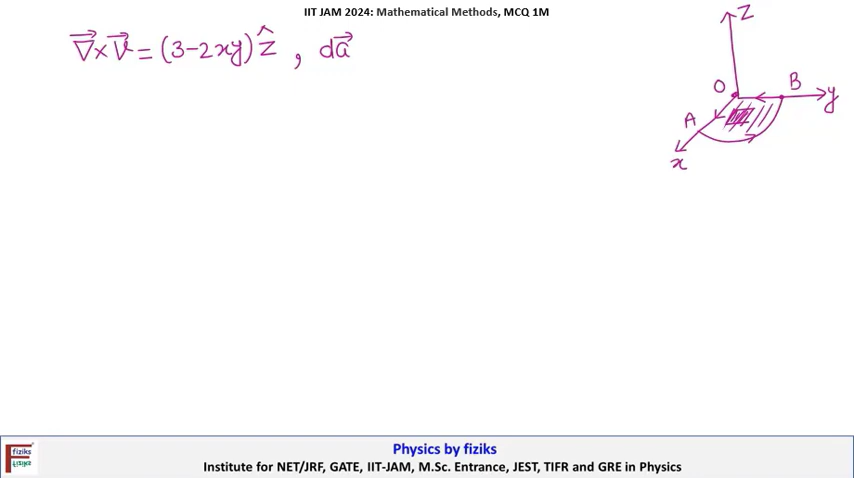 IIT JAM 2024: Mathematical Methods, MCQ 1M
∇⃗×V⃗ = (3-2xy) ẑ , da⃗
z
O
B
y
A
x
fiziks
Physics by fiziks
Institute for NET/JRF, GATE, IIT-JAM, M.Sc. Entrance, JEST, TIFR and GRE in Physics